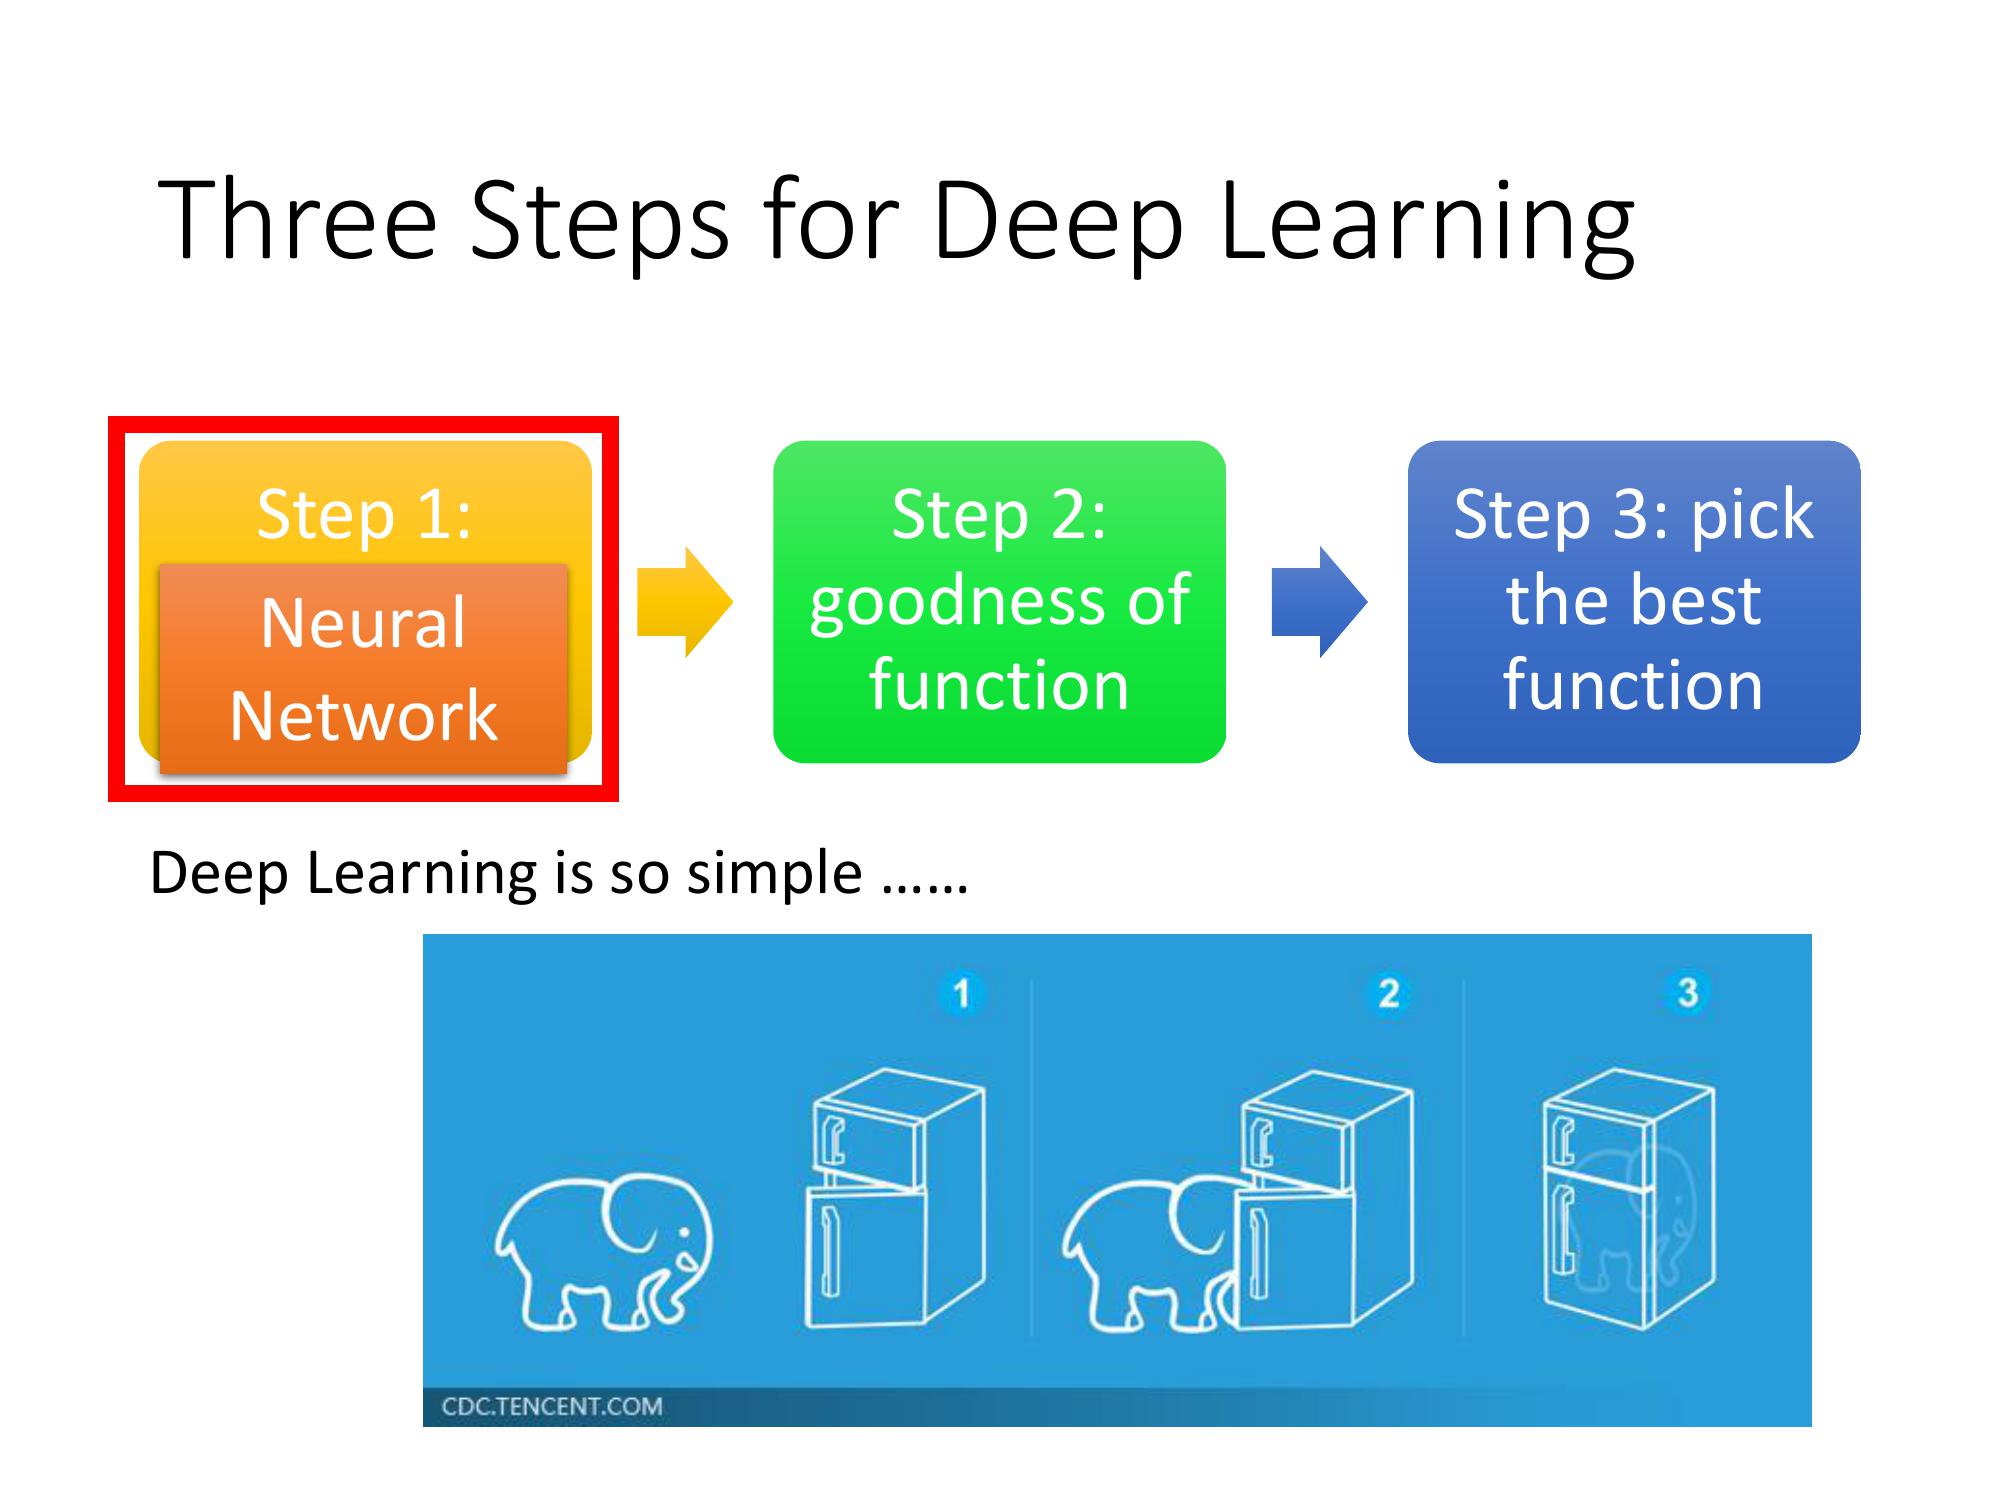 Three Steps for Deep Learning
Step 1:
Neural
Network
Step 2:
goodness of
function
Step 3: pick
the best
function
Deep Learning is so simple ……
1
2
3
CDC.TENCENT.COM